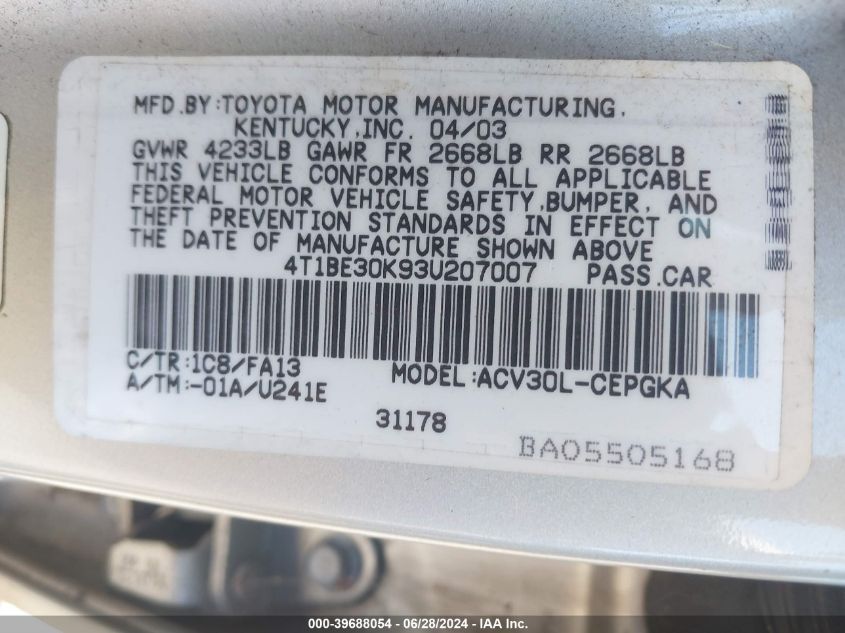 MFD.BY:TOYOTA MOTOR MANUFACTURING,
KENTUCKY,INC. 04/03
GVWR 4233LB GAWR FR 2668LB RR 2668LB
THIS VEHICLE CONFORMS TO ALL APPLICABLE
FEDERAL MOTOR VEHICLE SAFETY,BUMPER, AND
THEFT PREVENTION STANDARDS IN EFFECT ON
THE DATE OF MANUFACTURE SHOWN ABOVE
4T1BE30K93U207007 PASS.CAR
C/TR:1C8/FA13
A/TM:-01A/U241E
MODEL:ACV30L-CEPGKA
31178
BA05505168
000-39688054 / 06/28/2024 / ACV Auctions, Inc.